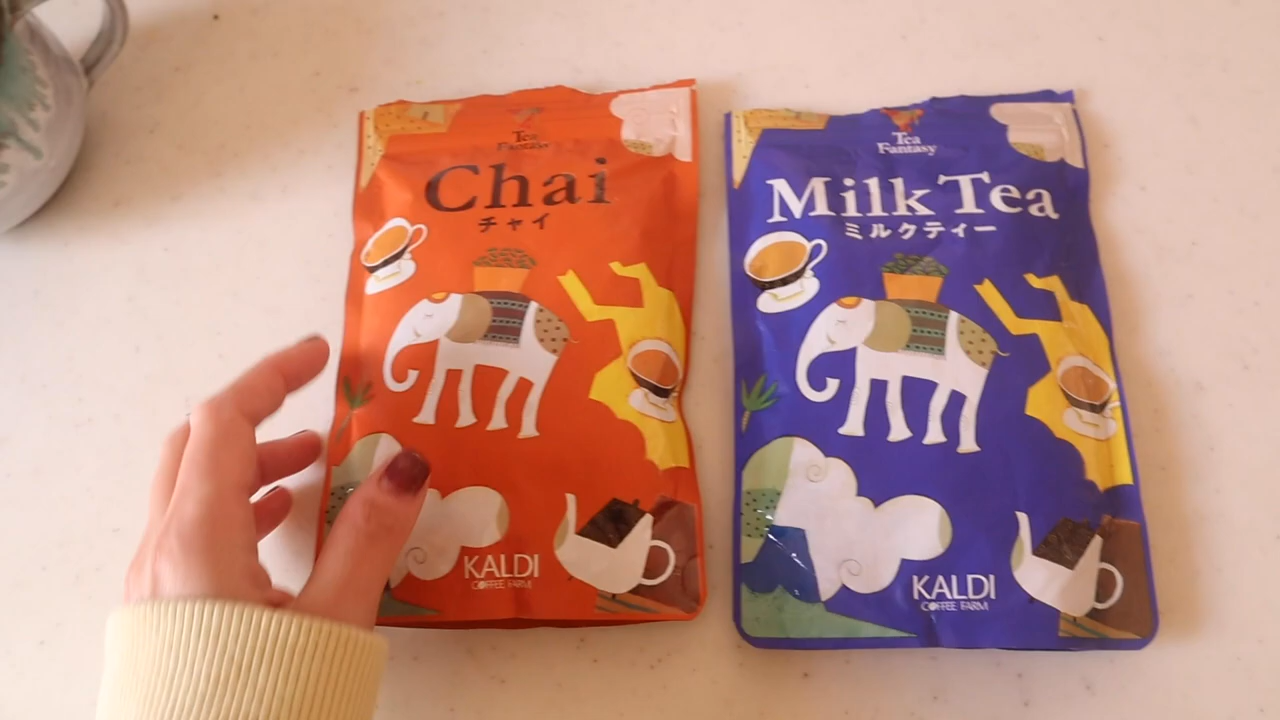 Tea
Fantasy
Chai
チャイ
KALDI
COFFEE FARM
Tea
Fantasy
Milk Tea
ミルクティー
KALDI
COFFEE FARM